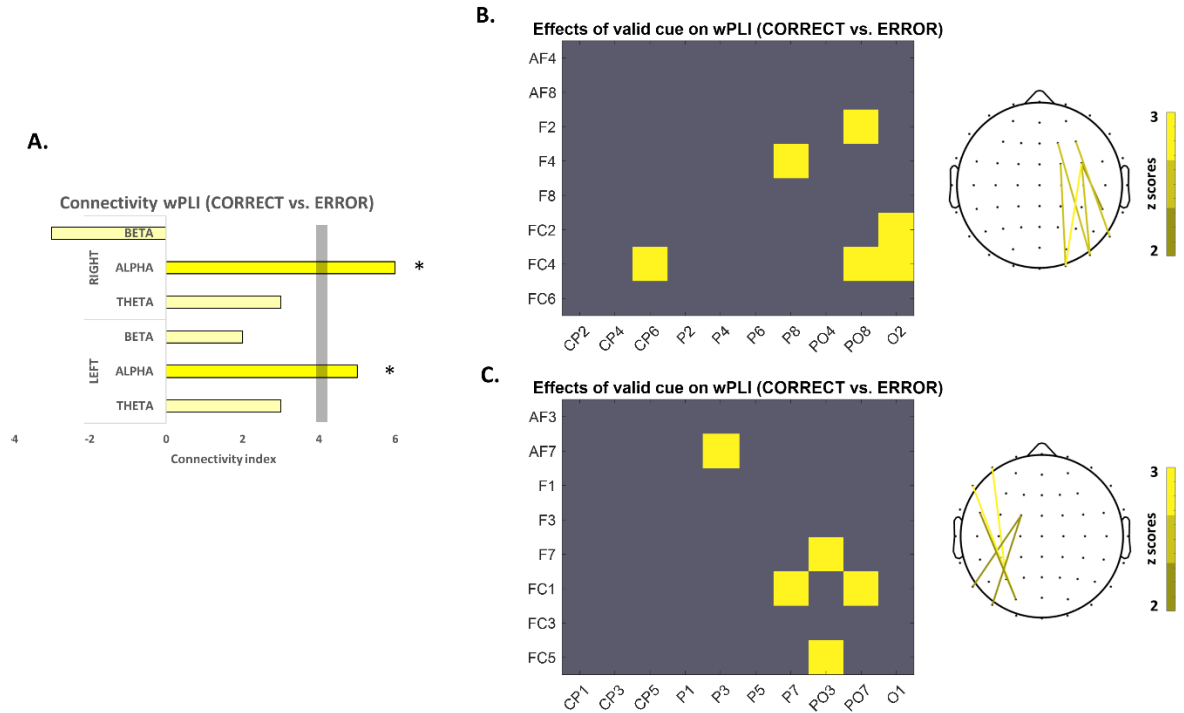 A.
Connectivity wPLI (CORRECT vs. ERROR)
RIGHT
BETA
ALPHA
*
THETA
LEFT
BETA
ALPHA
*
THETA
-4
-2
0
2
4
6
Connectivity index
B.
Effects of valid cue on wPLI (CORRECT vs. ERROR)
AF4
AF8
F2
F4
F8
FC2
FC4
FC6
CP2
CP4
CP6
P2
P4
P6
P8
PO4
PO8
O2
3
z scores
2
C.
Effects of valid cue on wPLI (CORRECT vs. ERROR)
AF3
AF7
F1
F3
F7
FC1
FC3
FC5
CP1
CP3
CP5
P1
P3
P5
P7
PO3
PO7
O1
3
z scores
2